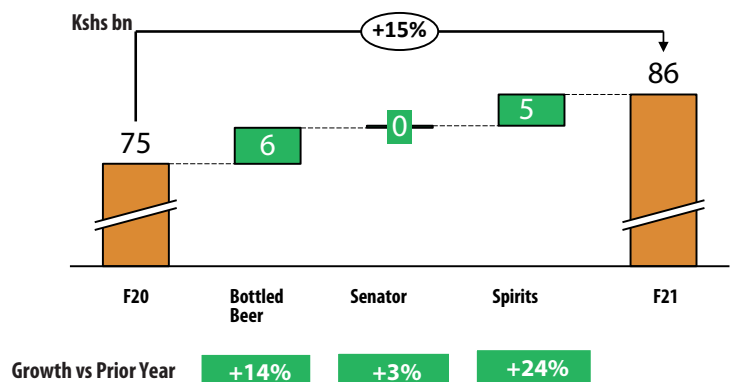 Kshs bn
+15%
86
5
0
75
6
F20
Bottled
Beer
Senator
Spirits
F21
Growth vs Prior Year
+14%
+3%
+24%